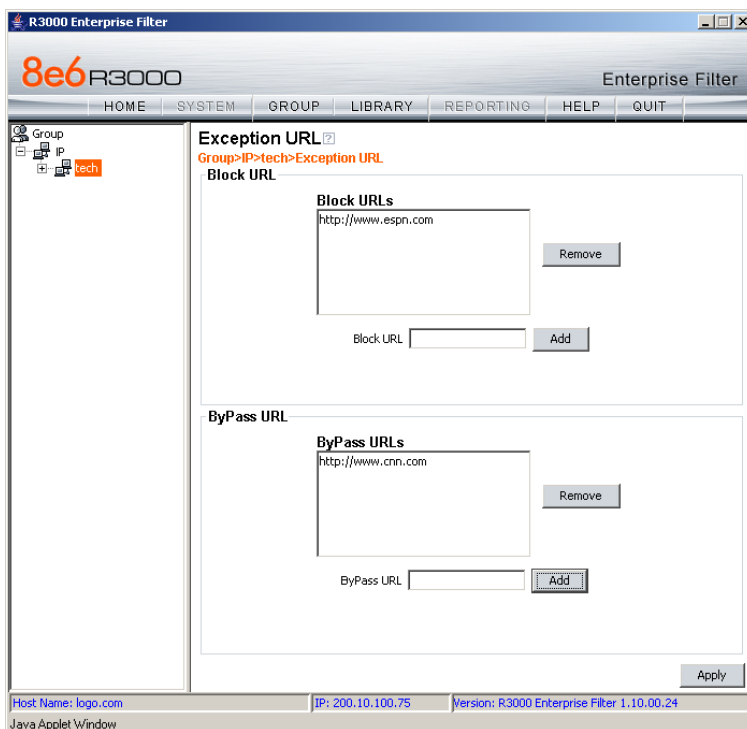 R3000 Enterprise Filter
8e6 R3000
Enterprise Filter
HOME SYSTEM GROUP LIBRARY REPORTING HELP QUIT
Group
IP
tech
Exception URL ?
Group>IP>tech>Exception URL
Block URL
Block URLs
http://www.espn.com
Remove
Block URL Add
ByPass URL
ByPass URLs
http://www.cnn.com
Remove
ByPass URL Add
Apply
Host Name: logo.com IP: 200.10.100.75 Version: R3000 Enterprise Filter 1.10.00.24
Java Applet Window